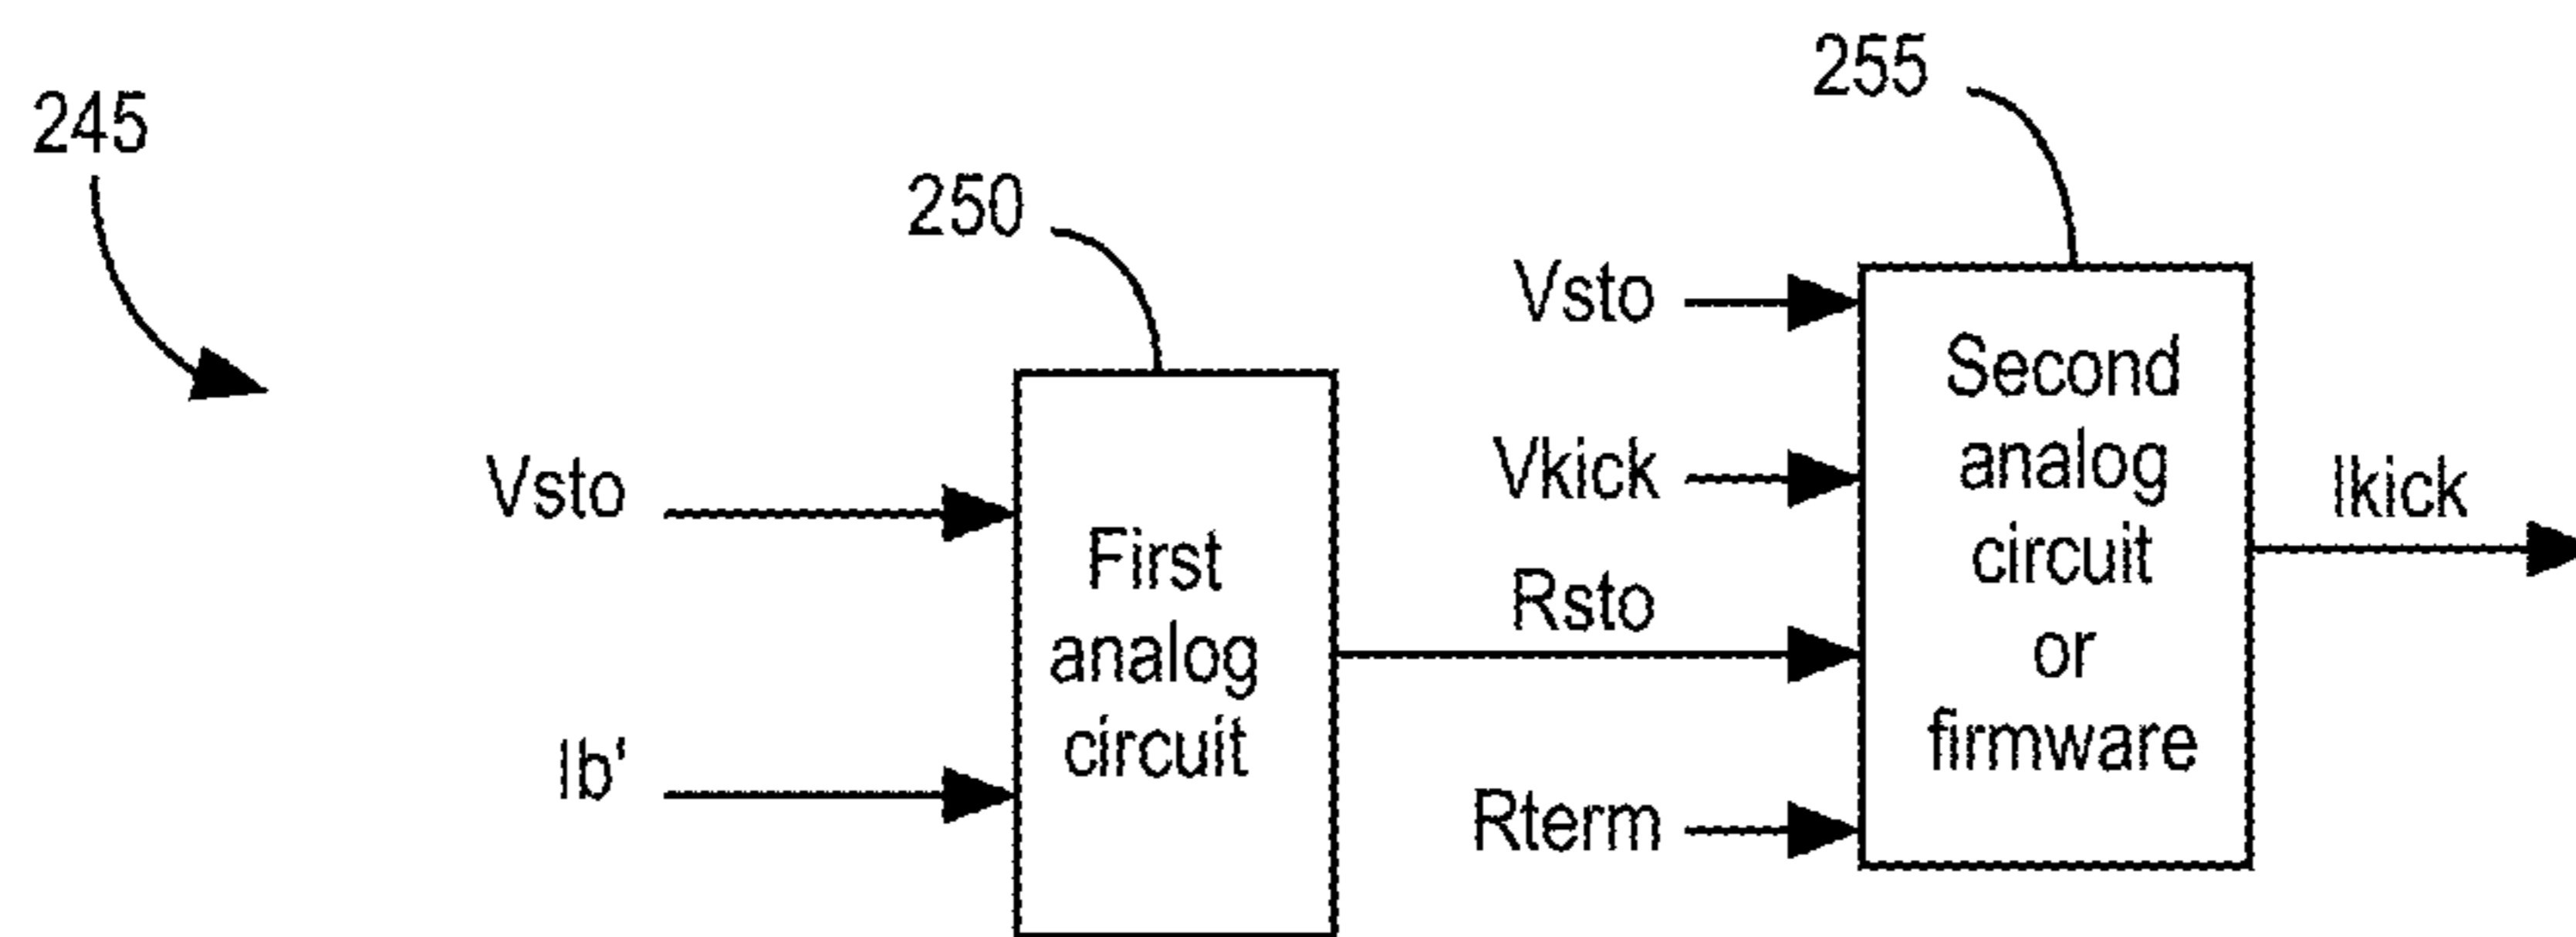 245
250
255
Vsto
Ib'
First
analog
circuit
Vsto
Vkick
Rsto
Rterm
Second
analog
circuit
or
firmware
Ikick